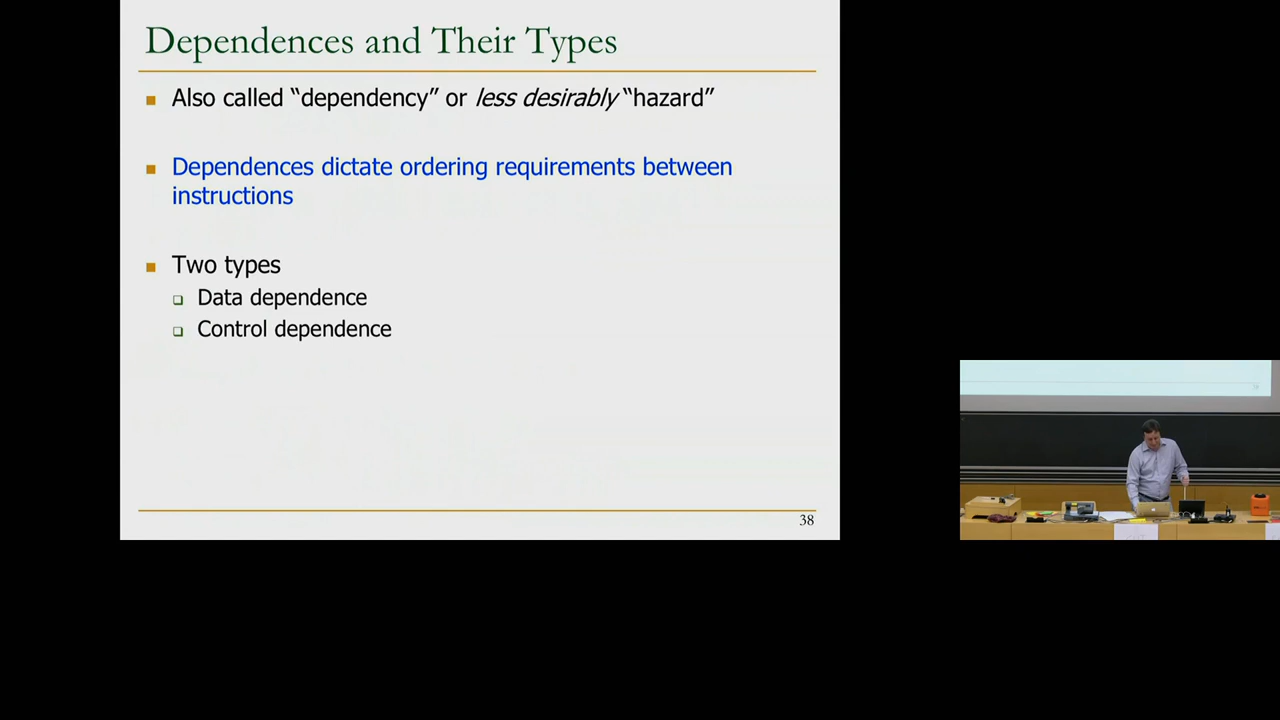 Dependences and Their Types
Also called “dependency” or less desirably “hazard”
Dependences dictate ordering requirements between
instructions
Two types
Data dependence
Control dependence
38